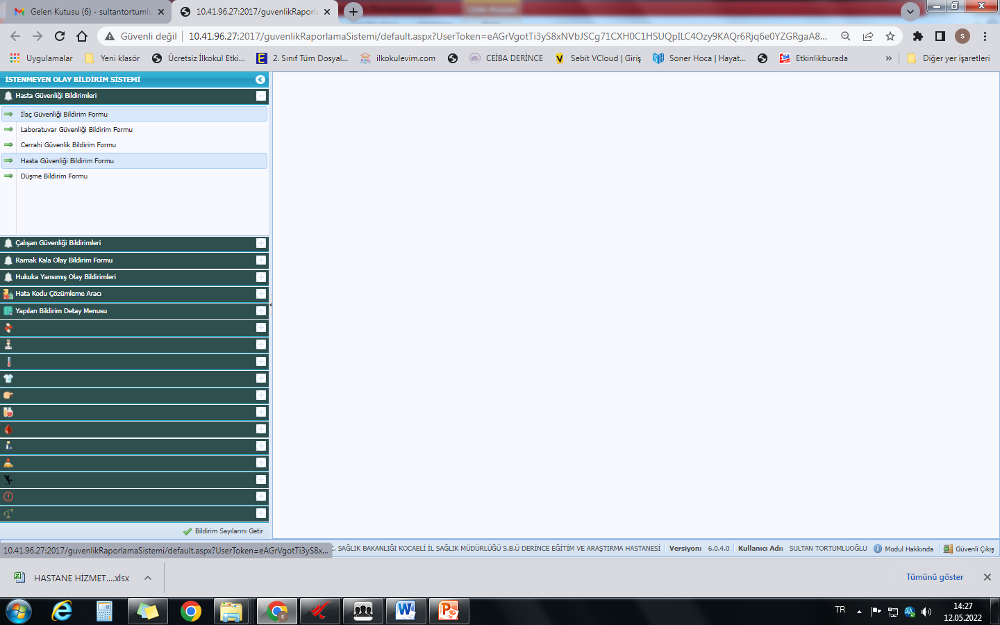 Gelen Kutusu (6) - sultantortumlu
10.41.96.27:2017/guvenlikRaporla
Güvenli değil
10.41.96.27:2017/guvenlikRaporlamaSistemi/default.aspx?UserToken=eAGrVgotTi3yS8xNVbJSCg71CXH0C1HSUQpILC4Ozy9KAQr6Rjq6e0YZGRgaA8...
S
Uygulamalar
Yeni klasör
Ücretsiz İlkokul Etki...
2. Sınıf Tüm Dosyal...
ilkokulevim.com
CEİBA DERİNCE
Sebit VCloud | Giriş
Soner Hoca | Hayat...
Etkinlikburada
»
Diğer yer işaretleri
İSTENMEYEN OLAY BİLDİRİM SİSTEMİ
Hasta Güvenliği Bildirimleri
İlaç Güvenliği Bildirim Formu
Laboratuvar Güvenliği Bildirim Formu
Cerrahi Güvenlik Bildirim Formu
Hasta Güvenliği Bildirim Formu
Düşme Bildirim Formu
Çalışan Güvenliği Bildirimleri
Ramak Kala Olay Bildirim Formu
Hukuka Yansımış Olay Bildirimleri
Hata Kodu Çözümleme Aracı
Yapılan Bildirim Detay Menusu
Bildirim Sayılarını Getir
10.41.96.27:2017/guvenlikRaporlamaSistemi/default.aspx?UserToken=eAGrVgotTi3yS8x...
C. SAĞLIK BAKANLIĞI KOCAELİ İL SAĞLIK MÜDÜRLÜĞÜ S.B.Ü DERİNCE EĞİTİM VE ARAŞTIRMA HASTANESİ
Versiyon: 6.0.4.0
Kullanıcı Adı: SULTAN TORTUMLUOĞLU
Modul Hakkında
Güvenli Çıkış
HASTANE HİZMET....xlsx
Tümünü göster
TR
14:27
12.05.2022